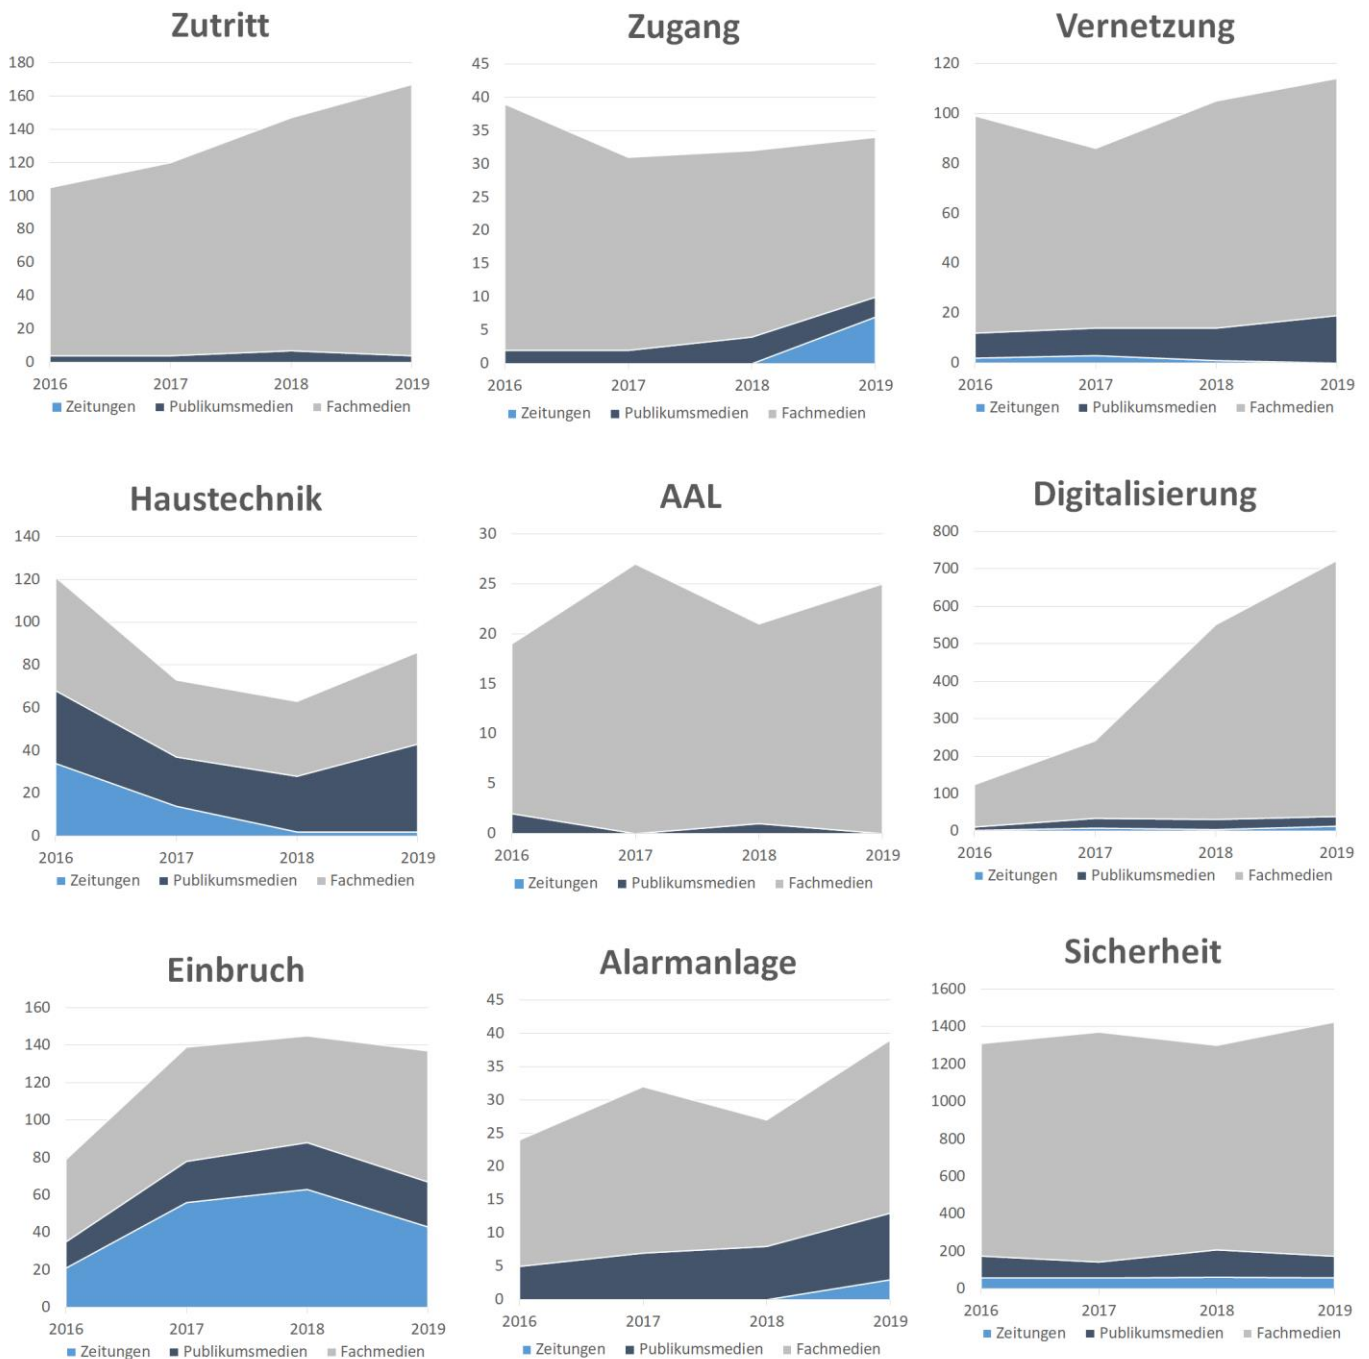 Zutritt
180
160
140
120
100
80
60
40
20
0
2016 2017 2018 2019
Zeitungen Publikumsmedien Fachmedien
Zugang
45
40
35
30
25
20
15
10
5
0
2016 2017 2018 2019
Zeitungen Publikumsmedien Fachmedien
Vernetzung
120
100
80
60
40
20
0
2016 2017 2018 2019
Zeitungen Publikumsmedien Fachmedien
Haustechnik
140
120
100
80
60
40
20
0
2016 2017 2018 2019
Zeitungen Publikumsmedien Fachmedien
AAL
30
25
20
15
10
5
0
2016 2017 2018 2019
Zeitungen Publikumsmedien Fachmedien
Digitalisierung
800
700
600
500
400
300
200
100
0
2016 2017 2018 2019
Zeitungen Publikumsmedien Fachmedien
Einbruch
160
140
120
100
80
60
40
20
0
2016 2017 2018 2019
Zeitungen Publikumsmedien Fachmedien
Alarmanlage
45
40
35
30
25
20
15
10
5
0
2016 2017 2018 2019
Zeitungen Publikumsmedien Fachmedien
Sicherheit
1600
1400
1200
1000
800
600
400
200
0
2016 2017 2018 2019
Zeitungen Publikumsmedien Fachmedien